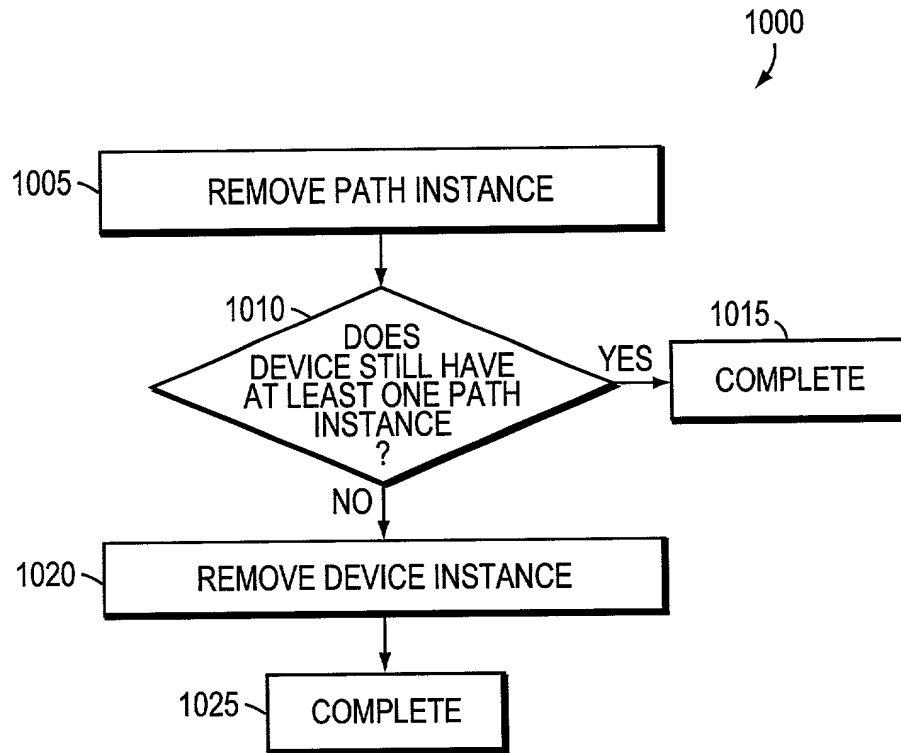 1000
1005
REMOVE PATH INSTANCE
1010
DOES
DEVICE STILL HAVE
AT LEAST ONE PATH
INSTANCE
?
YES
1015
COMPLETE
NO
1020
REMOVE DEVICE INSTANCE
1025
COMPLETE